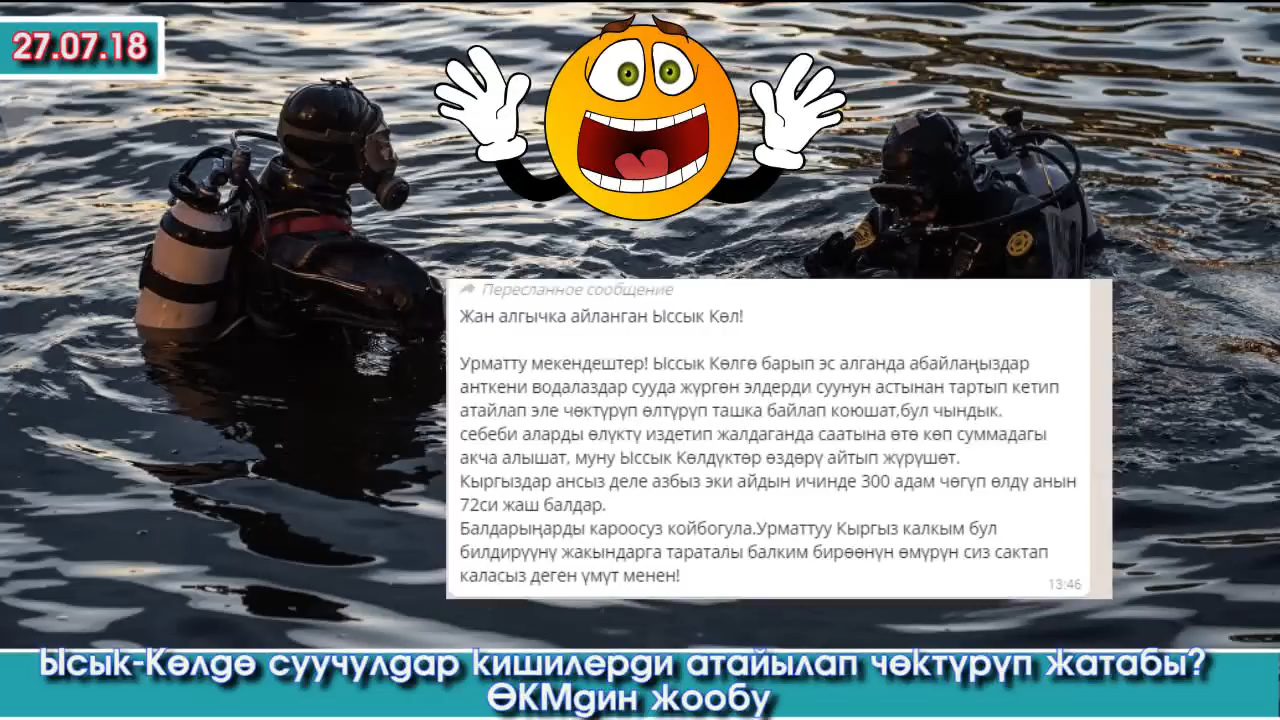 27.07.18
Пересланное сообщение
Жан алгычка айланган Ыссык Көл!
Урматту мекендештер! Ыссык Көлгө барып эс алганда абайлаңыздар
анткени водалаздар сууда жүргөн элдерди суунун астынан тартып кетип
атайлап эле чөктүрүп өлтүрүп ташка байлап коюшат,бул чындык.
себеби аларды өлүктү издетип жалдаганда саатына өтө көп суммадагы
акча алышат, муну Ыссык Көлдүктөр өздөрү айтып жүрүшөт.
Кыргыздар ансыз деле азбыз эки айдын ичинде 300 адам чөгүп өлдү анын
72си жаш балдар.
Балдарыңарды кароосуз койбогула.Урматтуу Кыргыз калкым бул
билдирүүнү жакындарга тараталы балким бирөөнүн өмүрүн сиз сактап
каласыз деген үмүт менен!
13:46
Ысык-Көлдө суучулдар кишилерди атайылап чөктүрүп жатабы?
ӨКМдин жообу